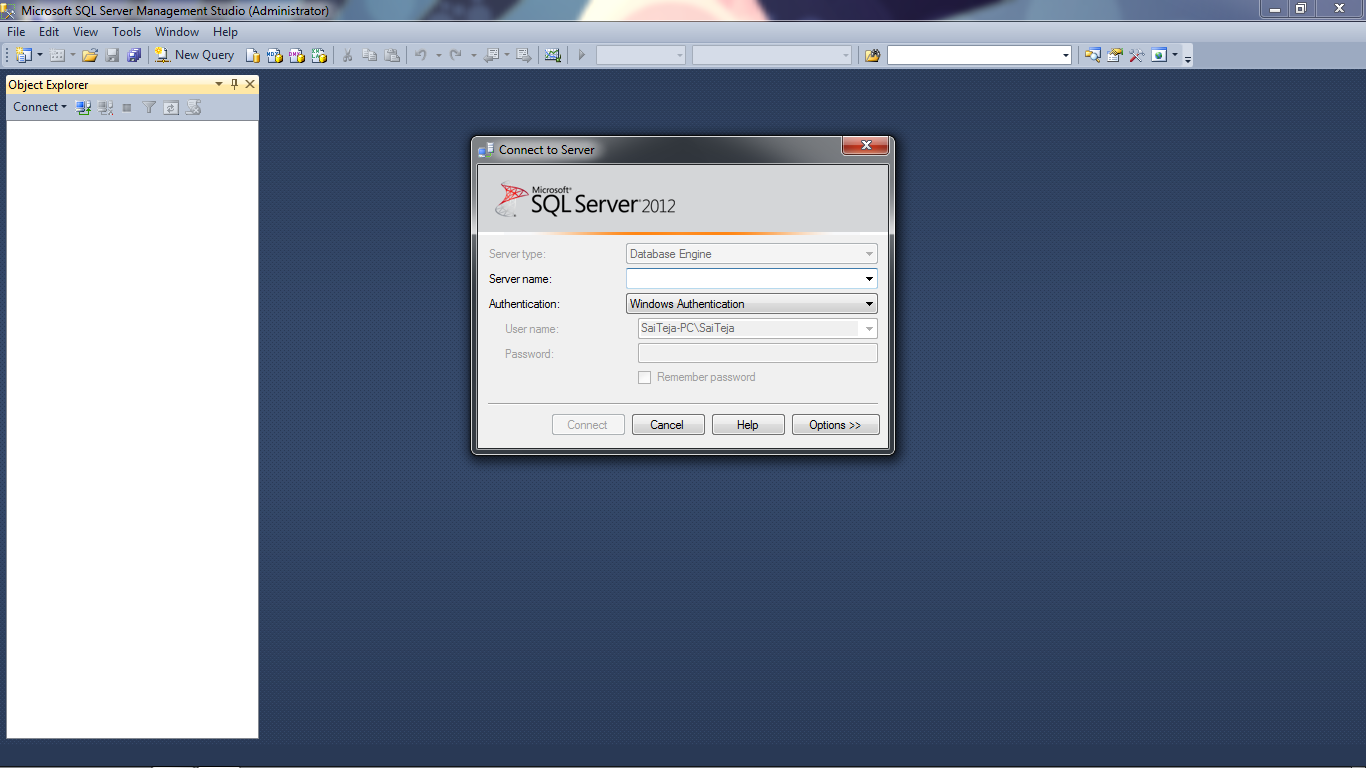 Microsoft SQL Server Management Studio (Administrator)
File Edit View Tools Window Help
New Query
Object Explorer
Connect
Connect to Server
Microsoft®
SQL Server 2012
Server type: Database Engine
Server name:
Authentication: Windows Authentication
User name: SaiTeja-PC\SaiTeja
Password:
Remember password
Connect Cancel Help Options >>